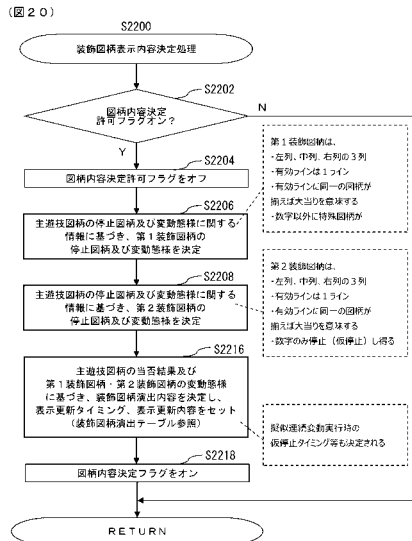 (図20)
S2200
装飾図柄表示内容決定処理
S2202
図柄内容決定
許可フラグオン？
N
Y
S2204
図柄内容決定許可フラグをオフ
S2206
主遊技図柄の停止図柄及び変動態様に関する
情報に基づき、第1装飾図柄の
停止図柄及び変動態様を決定
第1装飾図柄は、
・左列、中列、右列の3列
・有効ラインは1ライン
・有効ラインに同一の図柄が
揃えば大当りを意味する
・数字以外に特殊図柄が
S2208
主遊技図柄の停止図柄及び変動態様に関する
情報に基づき、第2装飾図柄の
停止図柄及び変動態様を決定
第2装飾図柄は、
・左列、中列、右列の3列
・有効ラインは1ライン
・有効ラインに同一の図柄が
揃えば大当りを意味する
・数字のみ停止（仮停止）し得る
S2216
主遊技図柄の当否結果及び
第1装飾図柄・第2装飾図柄の変動態様
に基づき、装飾図柄演出内容を決定し、
表示更新タイミング、表示更新内容をセット
（装飾図柄演出テーブル参照）
擬似連続変動実行時の
仮停止タイミング等も決定される
S2218
図柄内容決定フラグをオン
RETURN